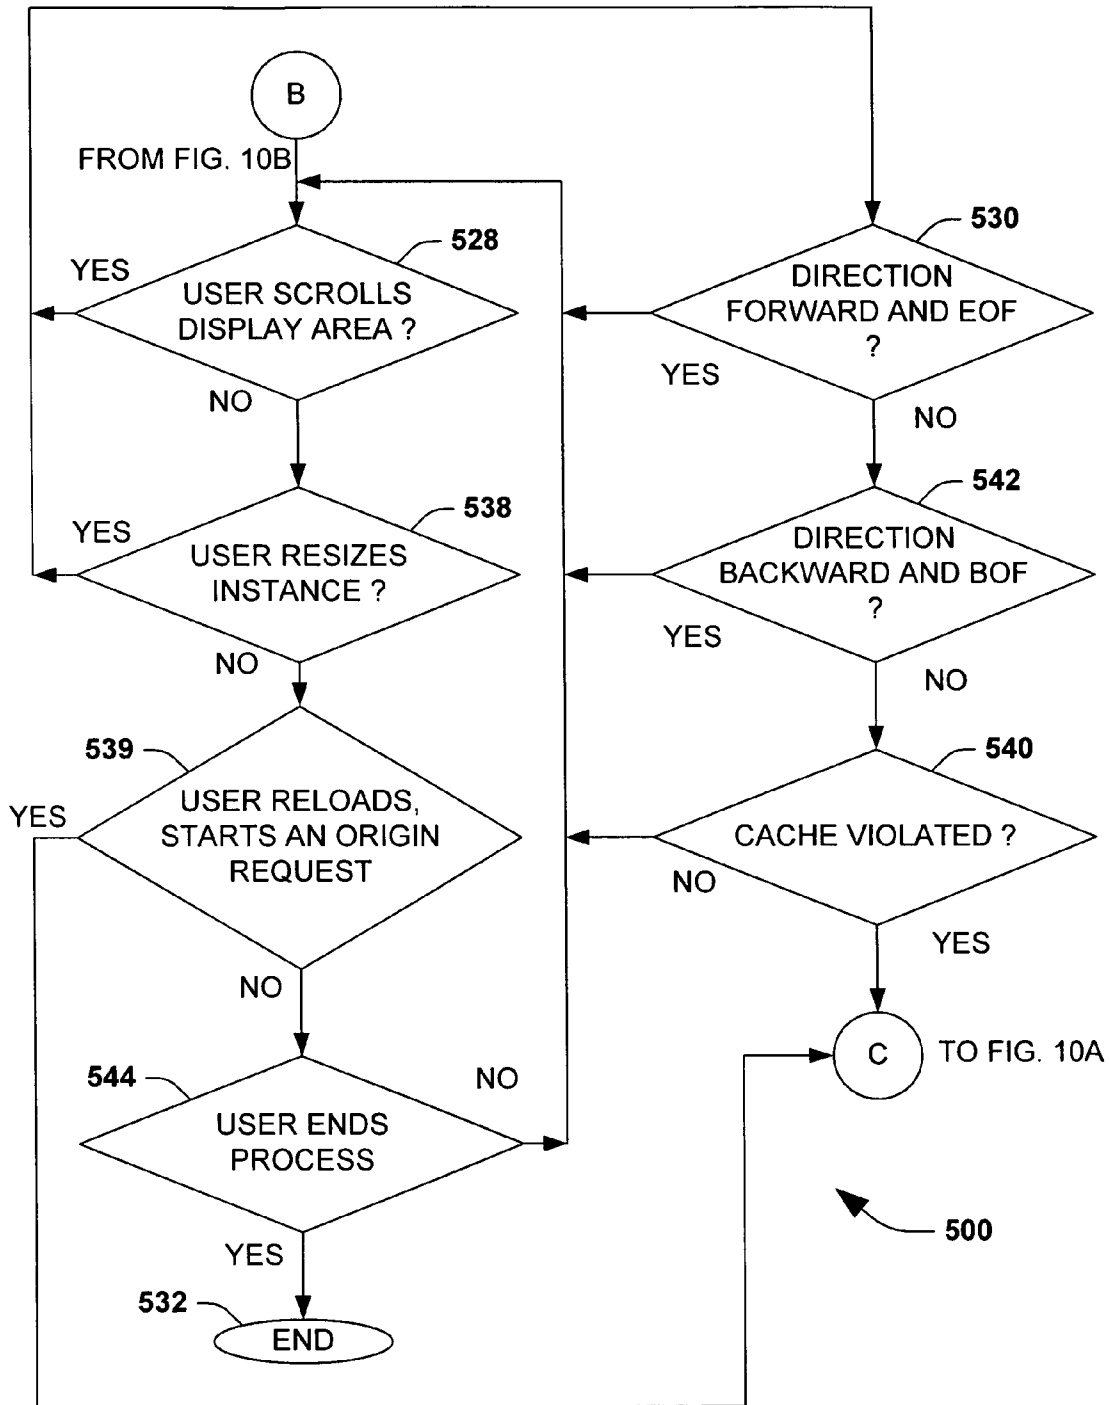 B
FROM FIG. 10B
528
YES
USER SCROLLS
DISPLAY AREA ?
NO
538
YES
USER RESIZES
INSTANCE ?
NO
539
YES
USER RELOADS,
STARTS AN ORIGIN
REQUEST
NO
544
NO
USER ENDS
PROCESS
YES
532
END
530
DIRECTION
FORWARD AND EOF
?
YES
NO
542
DIRECTION
BACKWARD AND BOF
?
YES
NO
540
CACHE VIOLATED ?
NO
YES
C
TO FIG. 10A
500